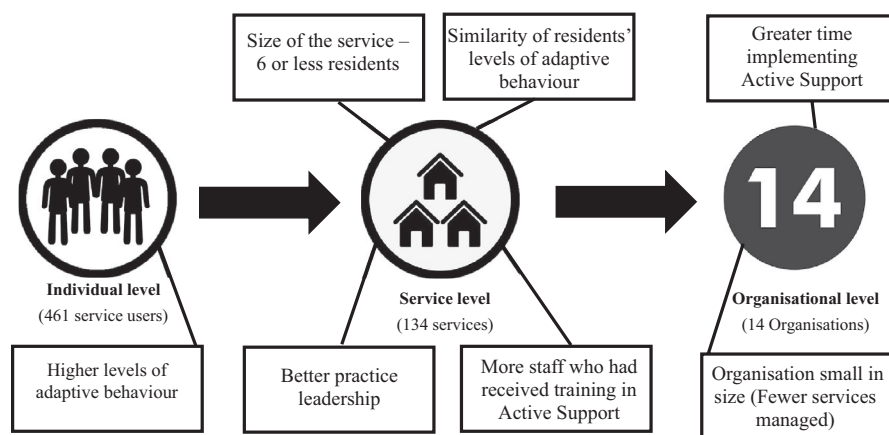 Size of the service –
6 or less residents
Similarity of residents'
levels of adaptive
behaviour
Greater time
implementing
Active Support
14
Individual level
(461 service users)
Service level
(134 services)
Organisational level
(14 Organisations)
Higher levels of
adaptive behaviour
Better practice
leadership
More staff who had
received training in
Active Support
Organisation small in
size (Fewer services
managed)